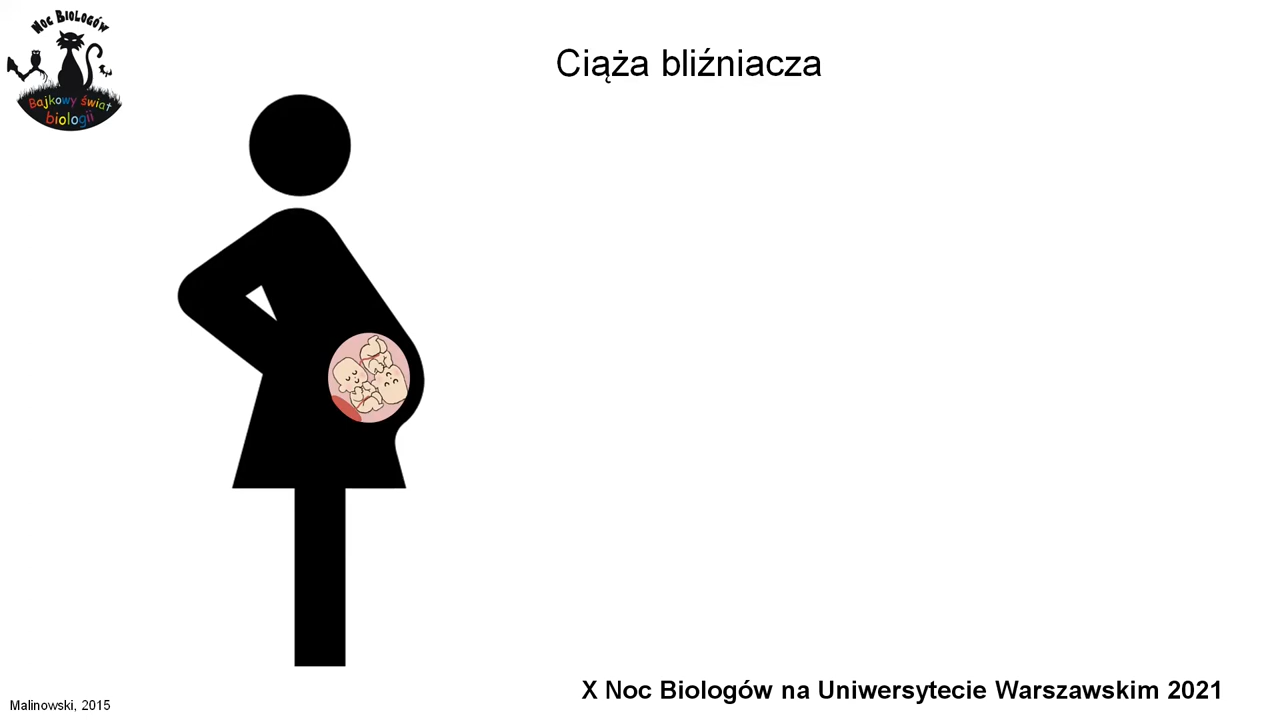 Noc Biologów
Bajkowy świat
biologii
Ciąża bliźniacza
X Noc Biologów na Uniwersytecie Warszawskim 2021
Malinowski, 2015